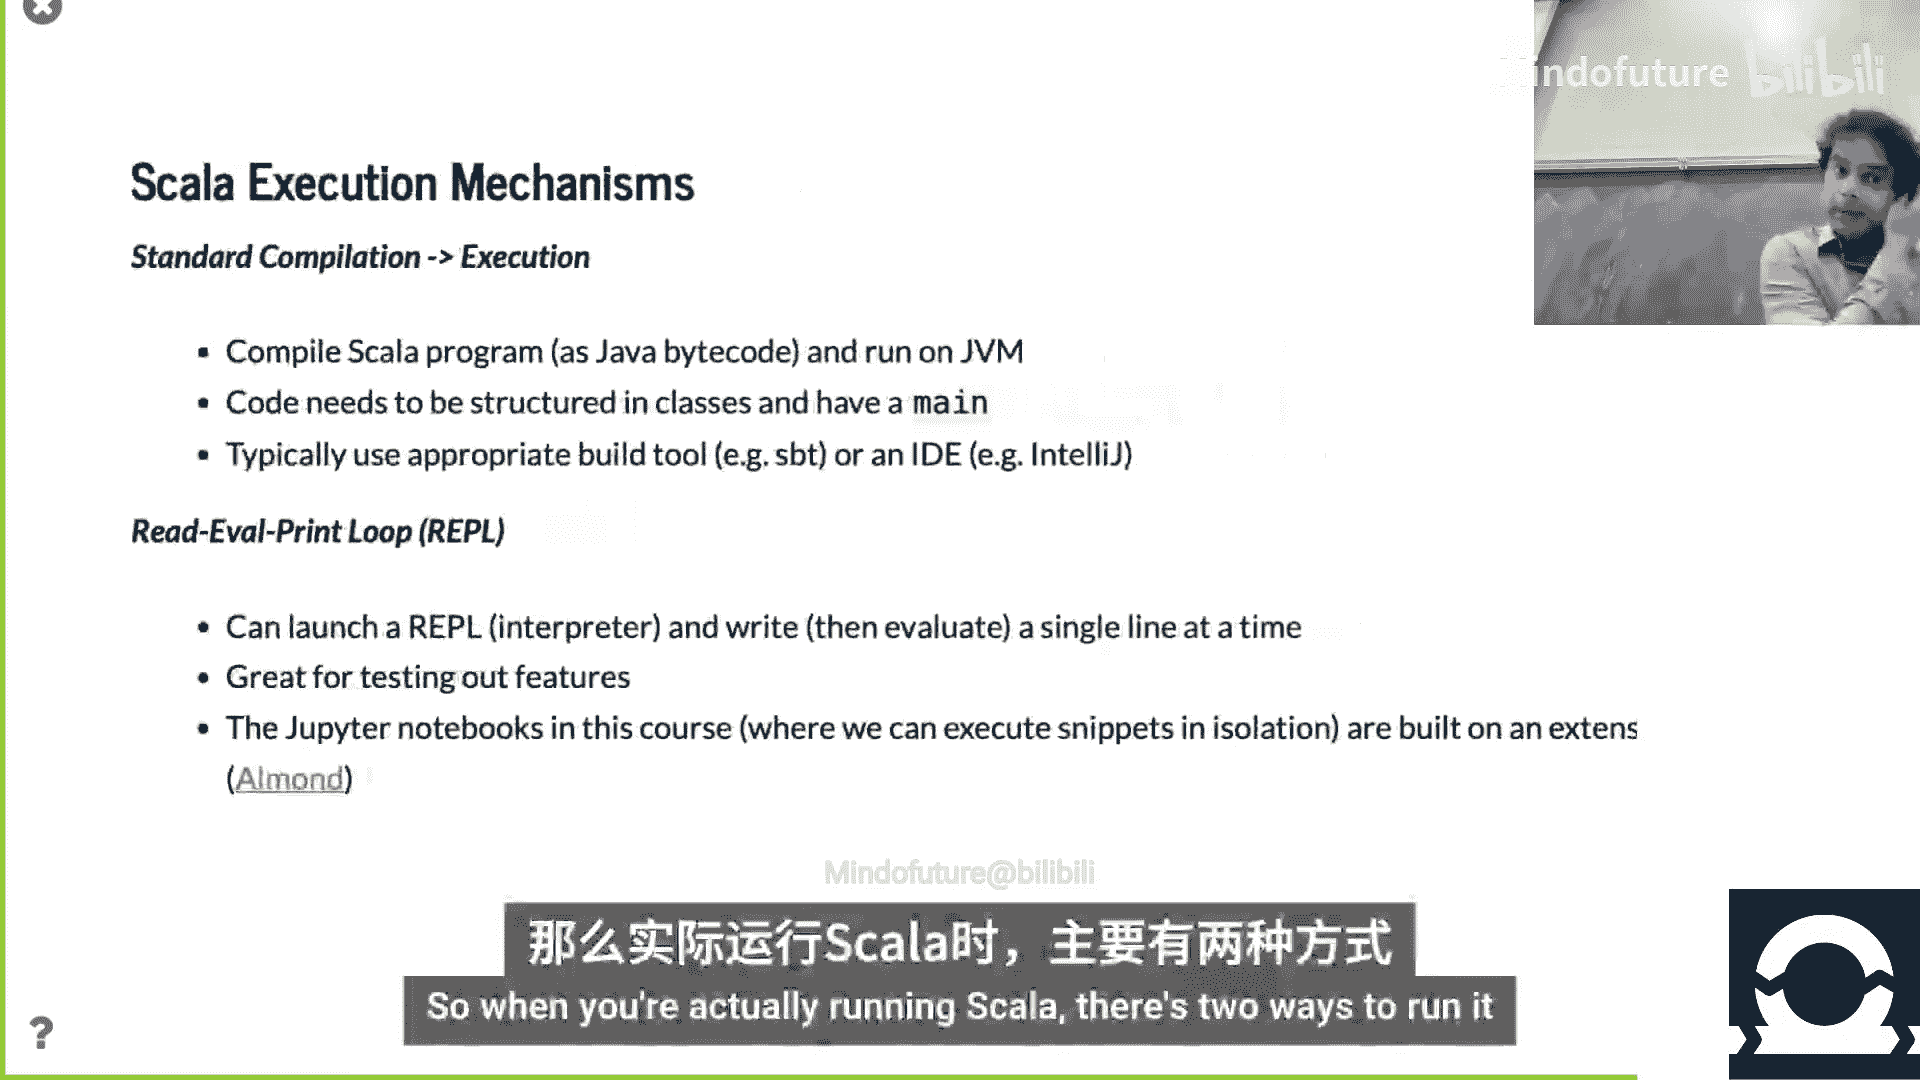 indofuture bilibili
Scala Execution Mechanisms
Standard Compilation -> Execution
• Compile Scala program (as Java bytecode) and run on JVM
• Code needs to be structured in classes and have a main
• Typically use appropriate build tool (e.g. sbt) or an IDE (e.g. IntelliJ)
Read-Eval-Print Loop (REPL)
• Can launch a REPL (interpreter) and write (then evaluate) a single line at a time
• Great for testing out features
• The Jupyter notebooks in this course (where we can execute snippets in isolation) are built on an extens
(Almond)
Mindofuture@bilibili
那么实际运行Scala时，主要有两种方式
So when you're actually running Scala, there's two ways to run it
?